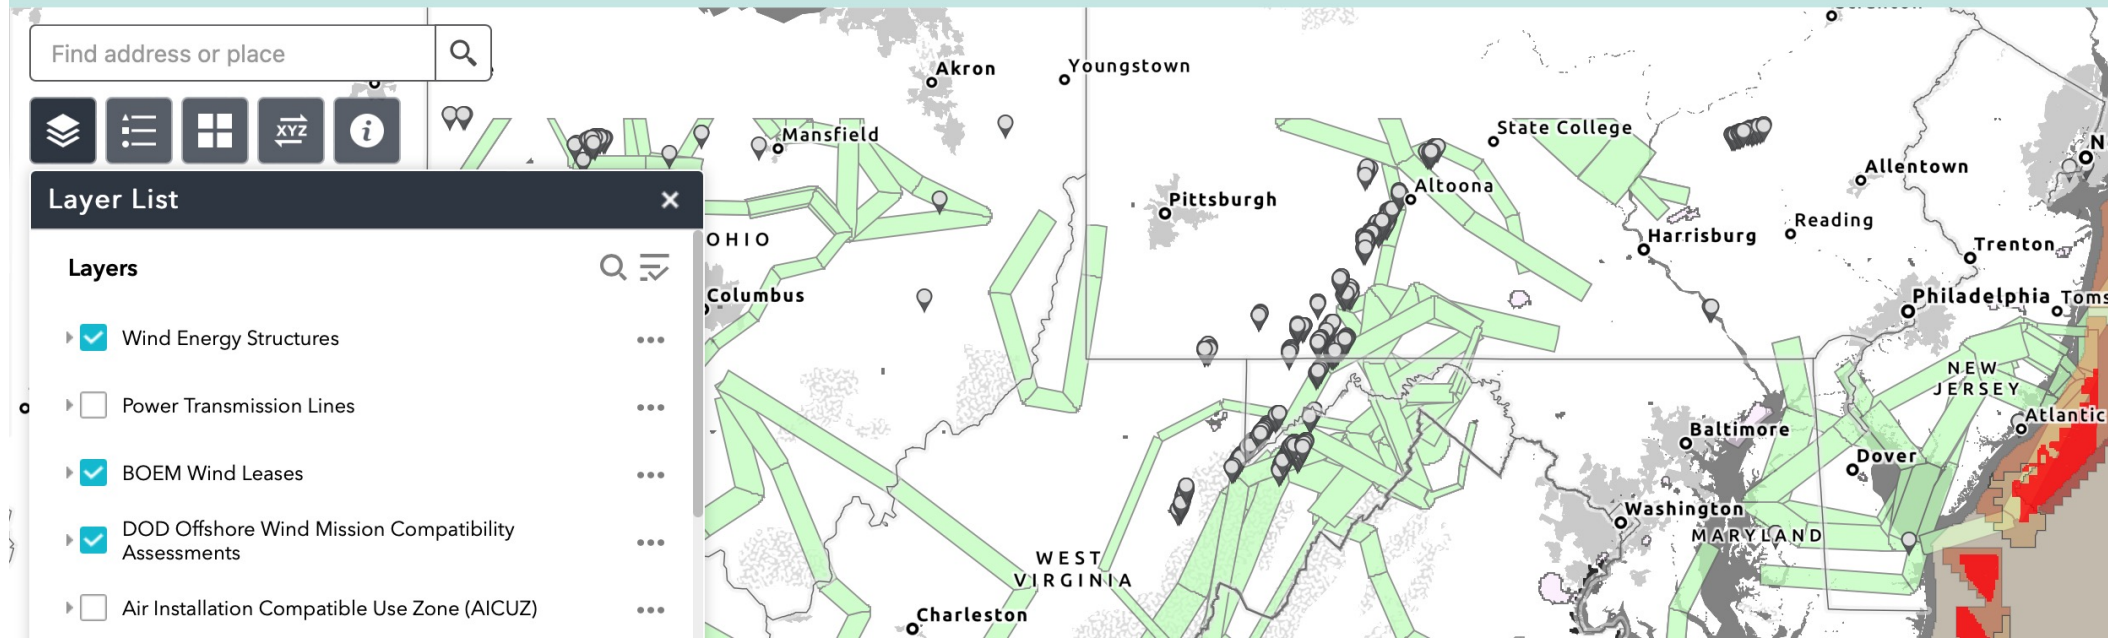 Find address or place
XYZ
Layer List
Layers
Wind Energy Structures
Power Transmission Lines
BOEM Wind Leases
DOD Offshore Wind Mission Compatibility
Assessments
Air Installation Compatible Use Zone (AICUZ)
Akron
Youngstown
Mansfield
State College
Allentown
Altoona
Pittsburgh
Reading
OHIO
Harrisburg
Trenton
Columbus
Philadelphia
Toms
NEW
JERSEY
Atlantic
Baltimore
Dover
Washington
MARYLAND
WEST
VIRGINIA
Charleston
N